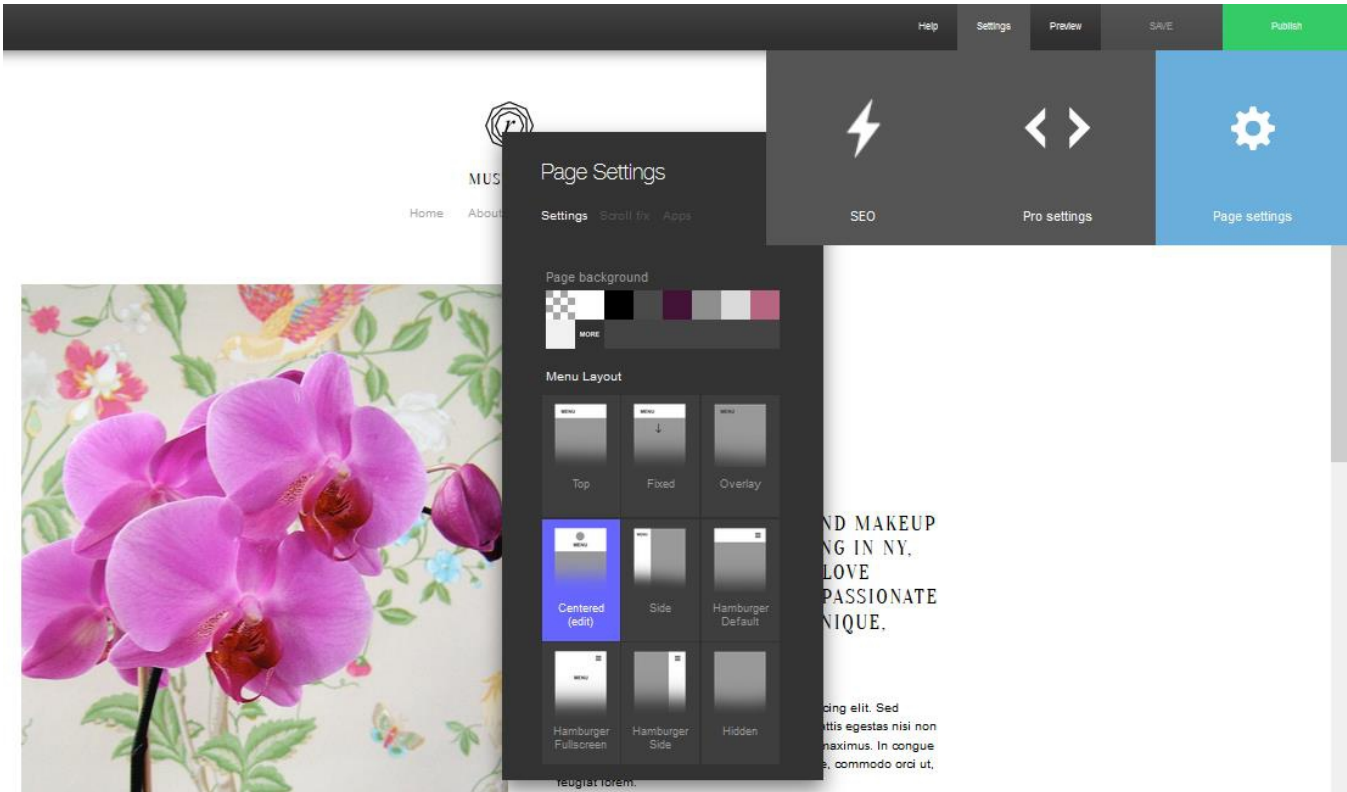 Help Settings Preview SAVE Publish
SEO Pro settings Page settings
r
MUS
Home About
Page Settings
Settings Scroll f/x Apps
Page background
MORE
Menu Layout
MENU MENU MENU
Top Fixed Overlay
MENU MENU
Centered (edit) Side Hamburger Default
MENU
Hamburger Fullscreen Hamburger Side Hidden
ND MAKEUP
NG IN NY,
LOVE
PASSIONATE
NIQUE,
cing elit. Sed
attis egestas nisi non
maximus. In congue
e, commodo orci ut,
feugiat lorem.